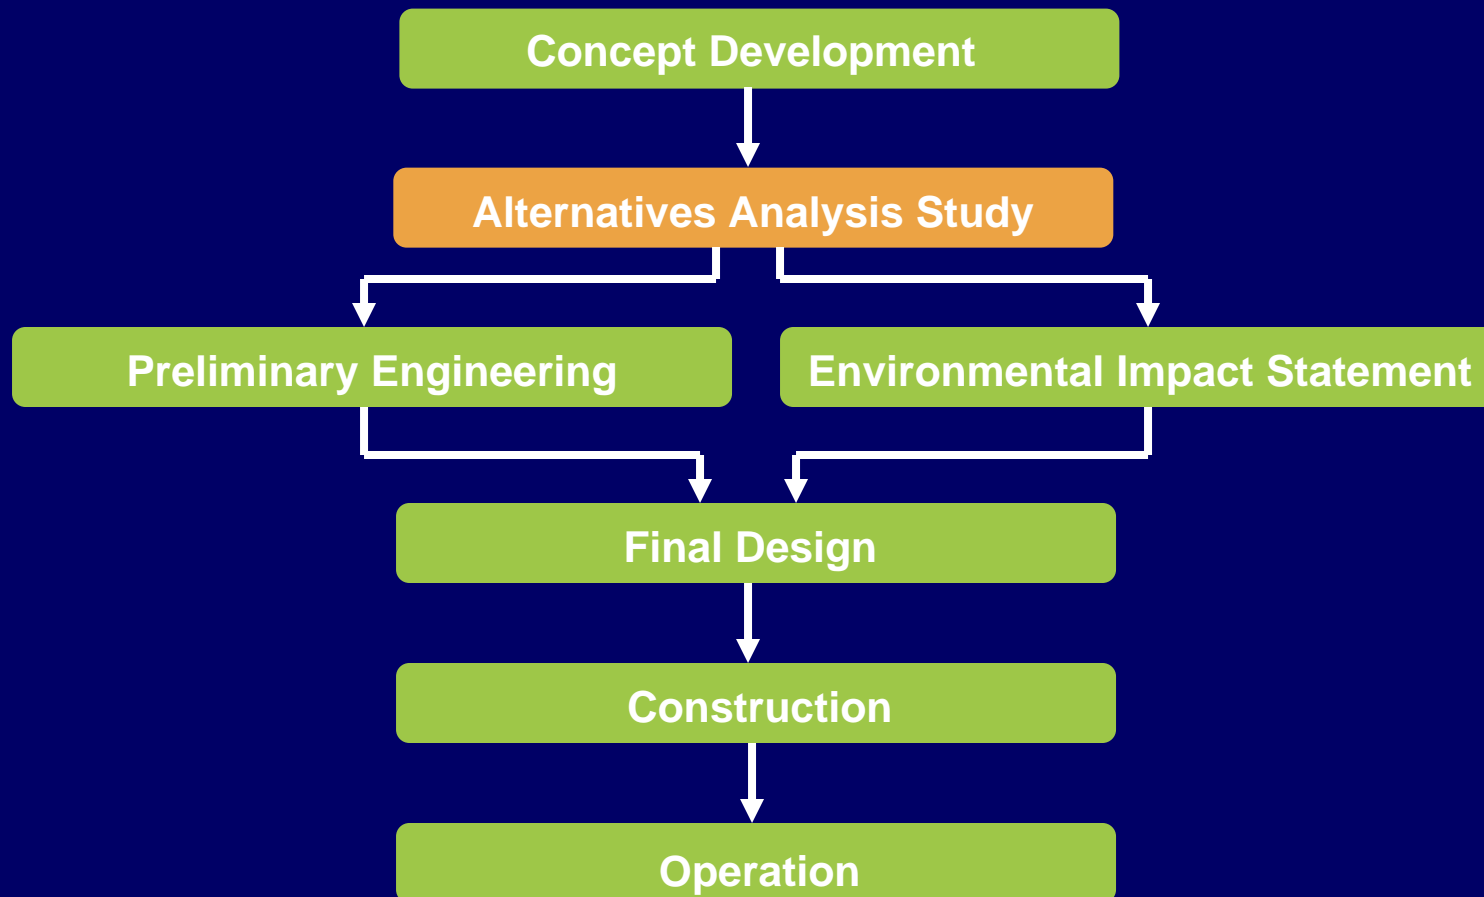 Concept Development
Alternatives Analysis Study
Preliminary Engineering
Environmental Impact Statement
Final Design
Construction
Operation